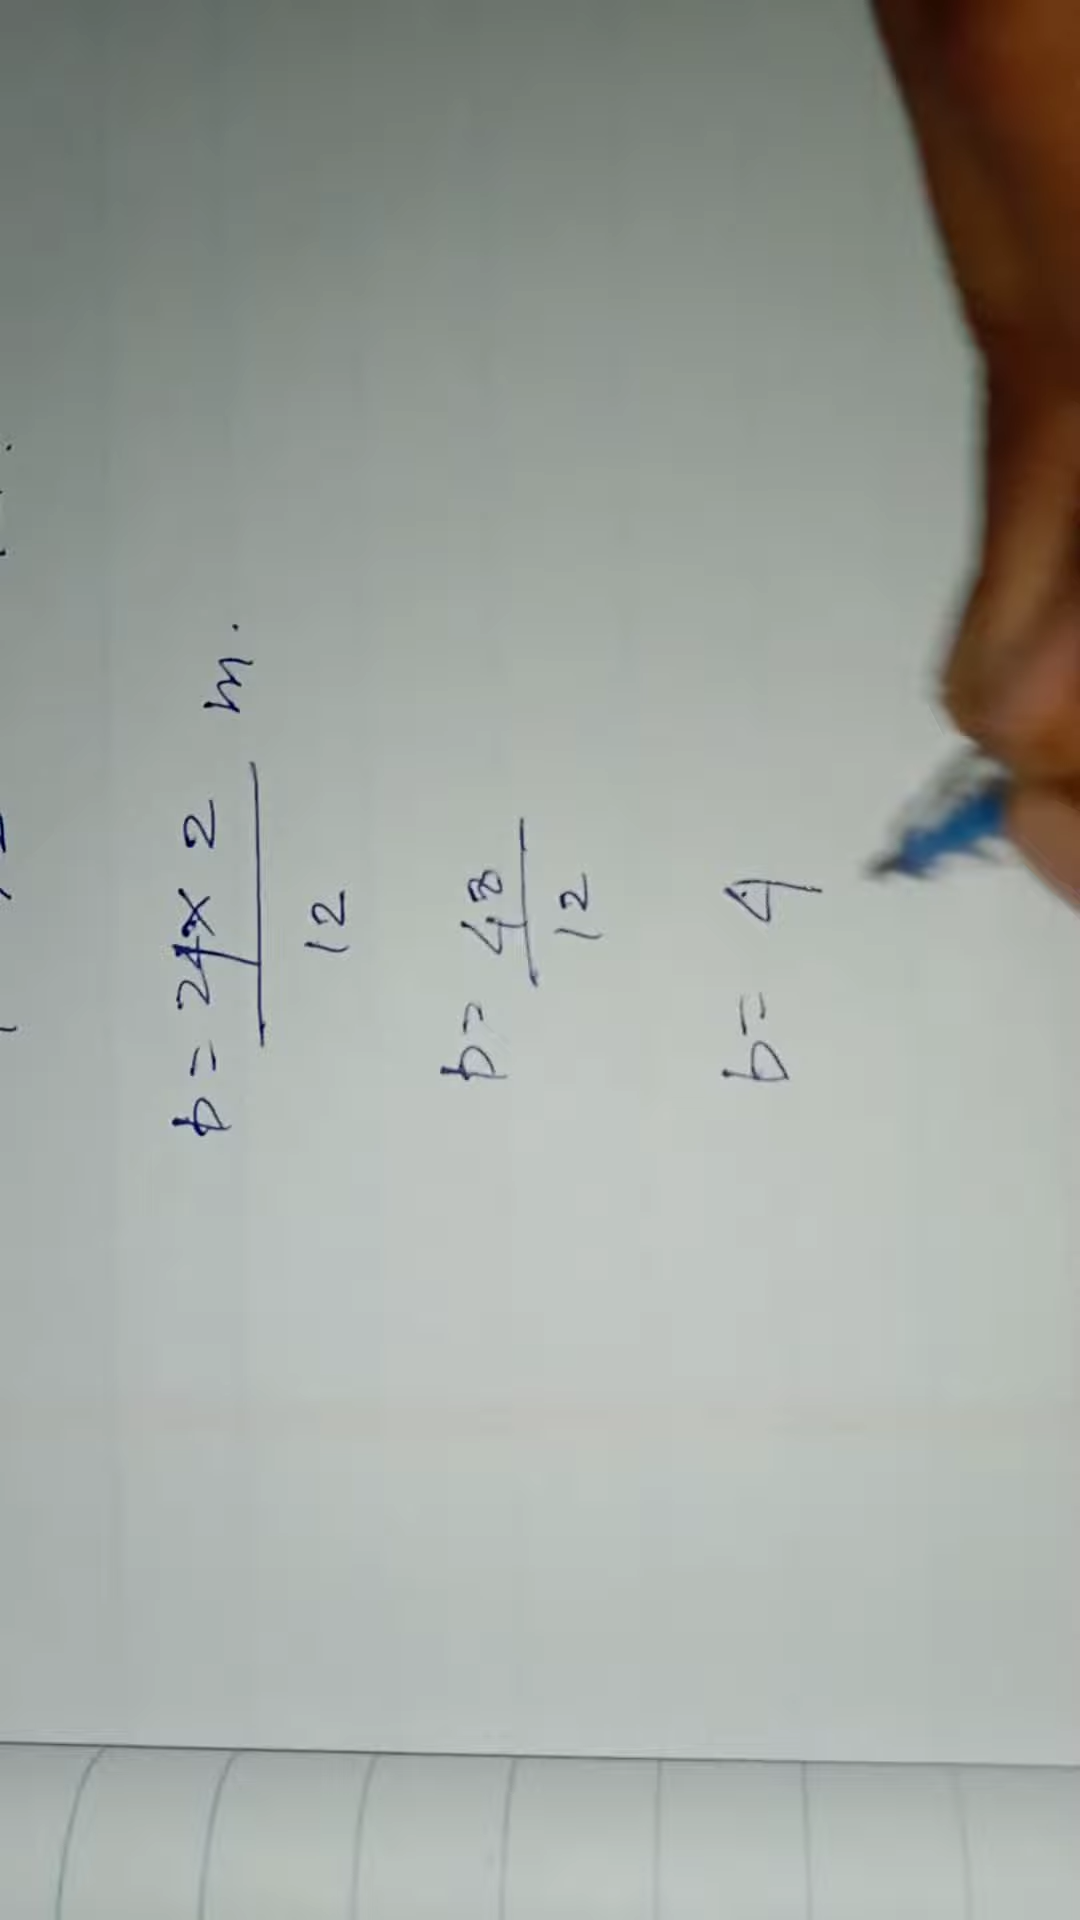 b = 24 × 2 / 12 m.
b = 48 / 12
b = 4